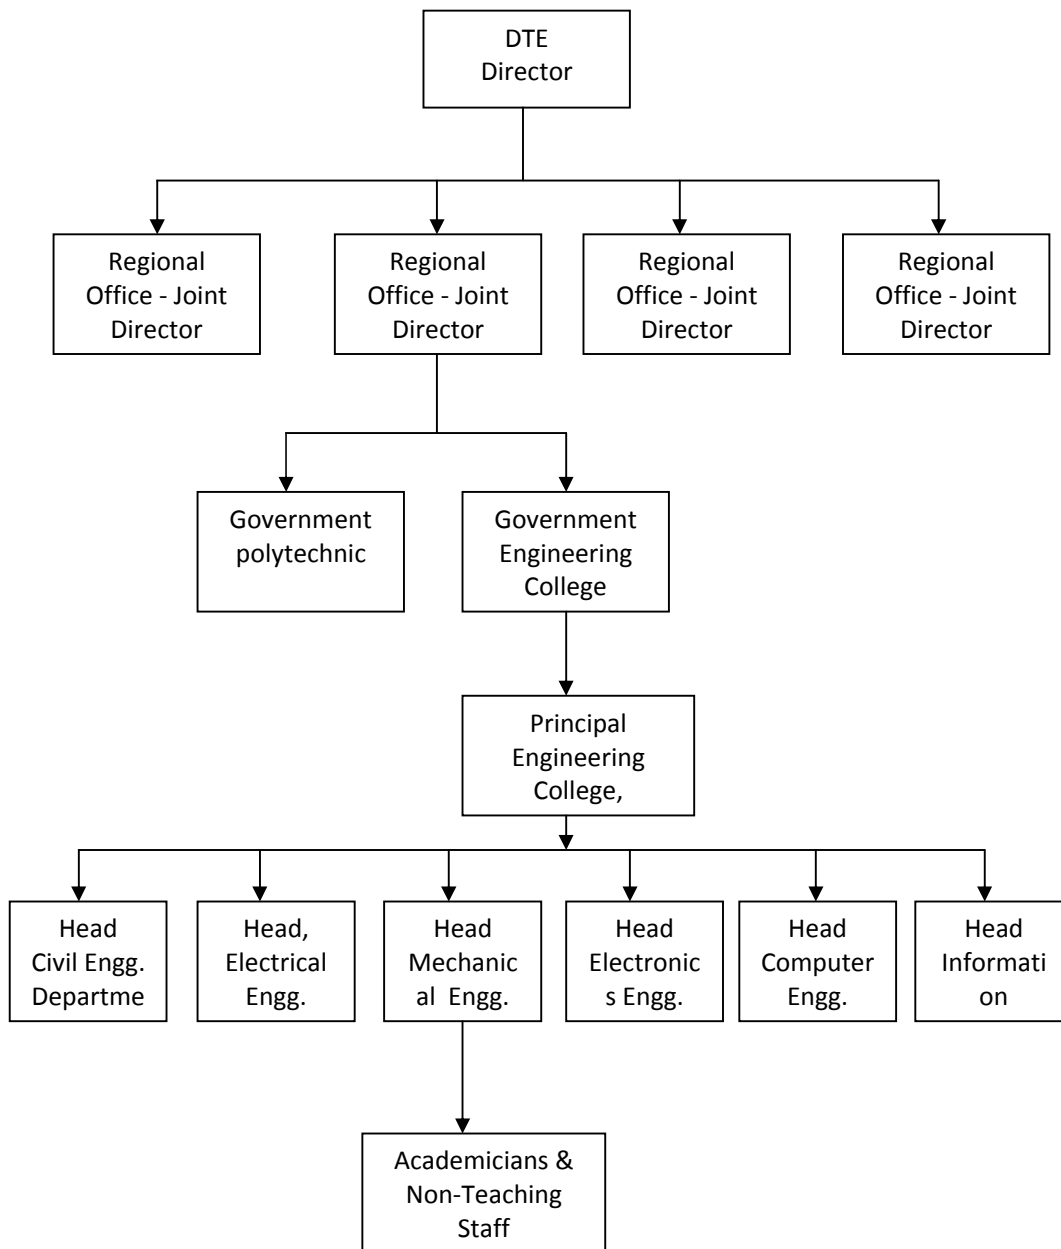 DTE
Director
Regional
Office - Joint
Director
Regional
Office - Joint
Director
Regional
Office - Joint
Director
Regional
Office - Joint
Director
Government
polytechnic
Government
Engineering
College
Principal
Engineering
College,
Head
Civil Engg.
Departme
Head,
Electrical
Engg.
Head
Mechanic
al  Engg.
Head
Electronic
s Engg.
Head
Computer
Engg.
Head
Informati
on
Academicians &
Non-Teaching
Staff